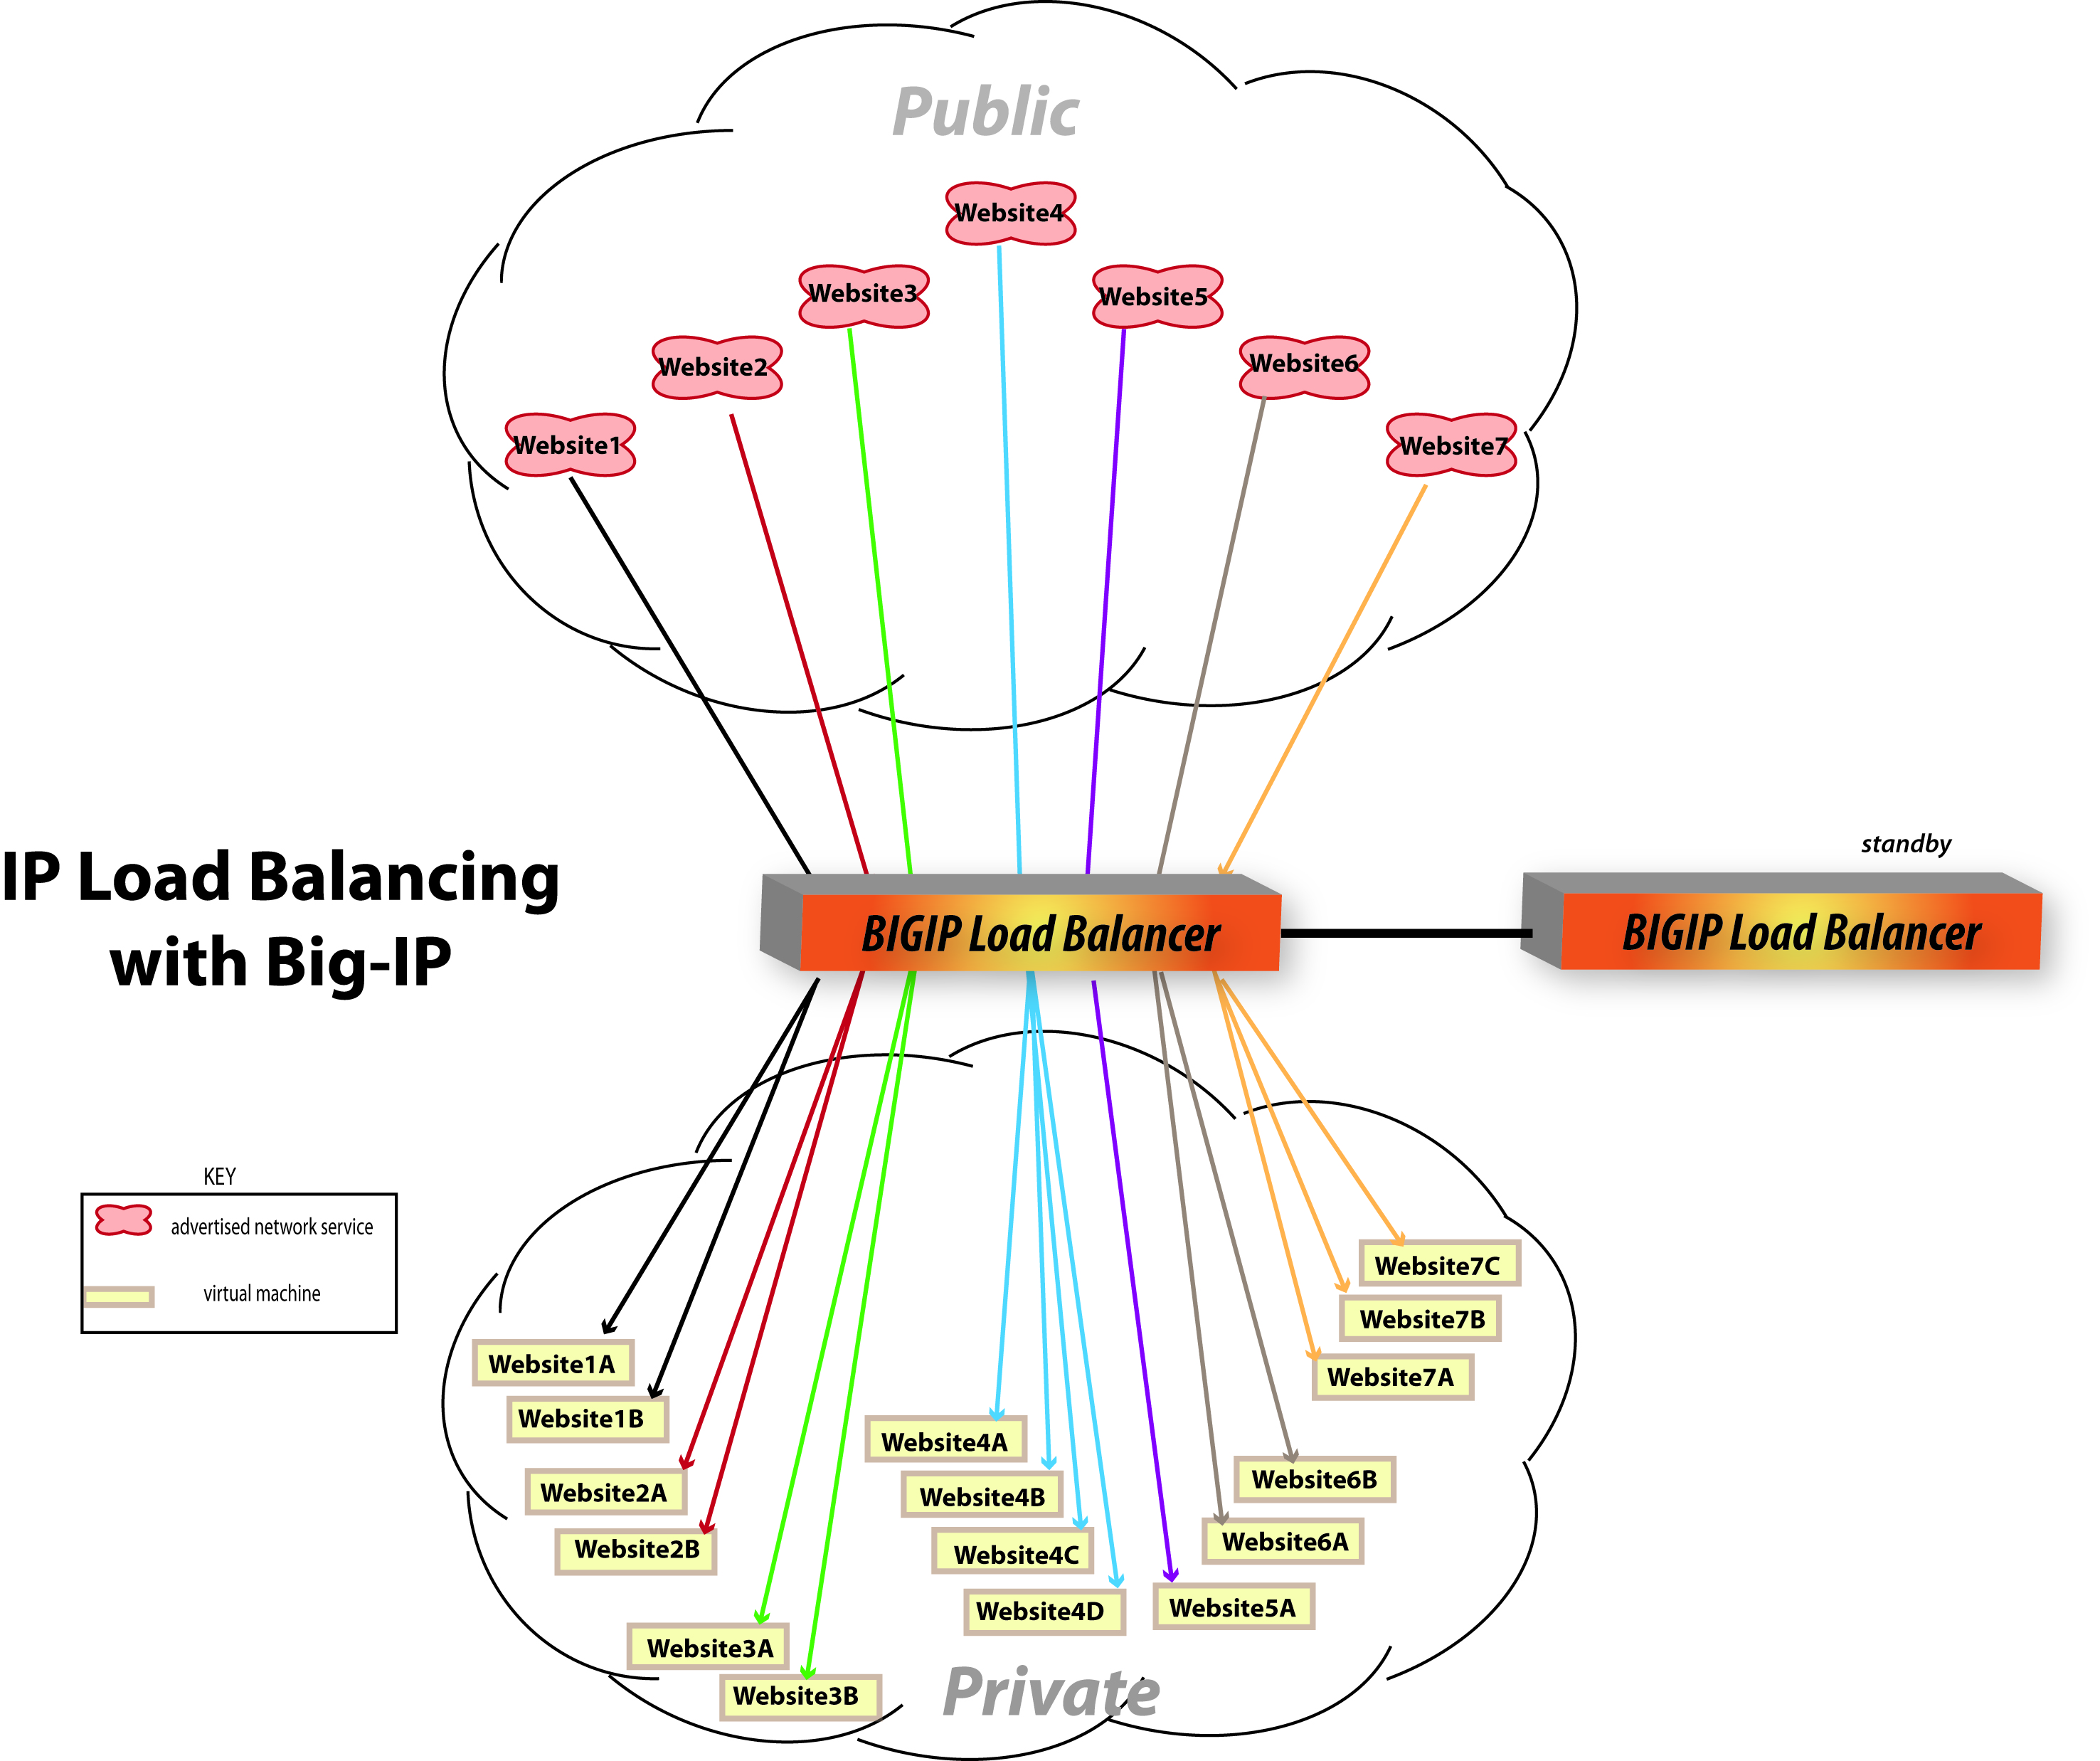 Public
Website4
Website3
Website5
Website2
Website6
Website1
Website7
standby
IP Load Balancing
with Big-IP
BIGIP Load Balancer
BIGIP Load Balancer
KEY
advertised network service
virtual machine
Website7C
Website7B
Website7A
Website1A
Website1B
Website2A
Website2B
Website3A
Website3B
Website4A
Website4B
Website4C
Website4D
Website5A
Website6B
Website6A
Private